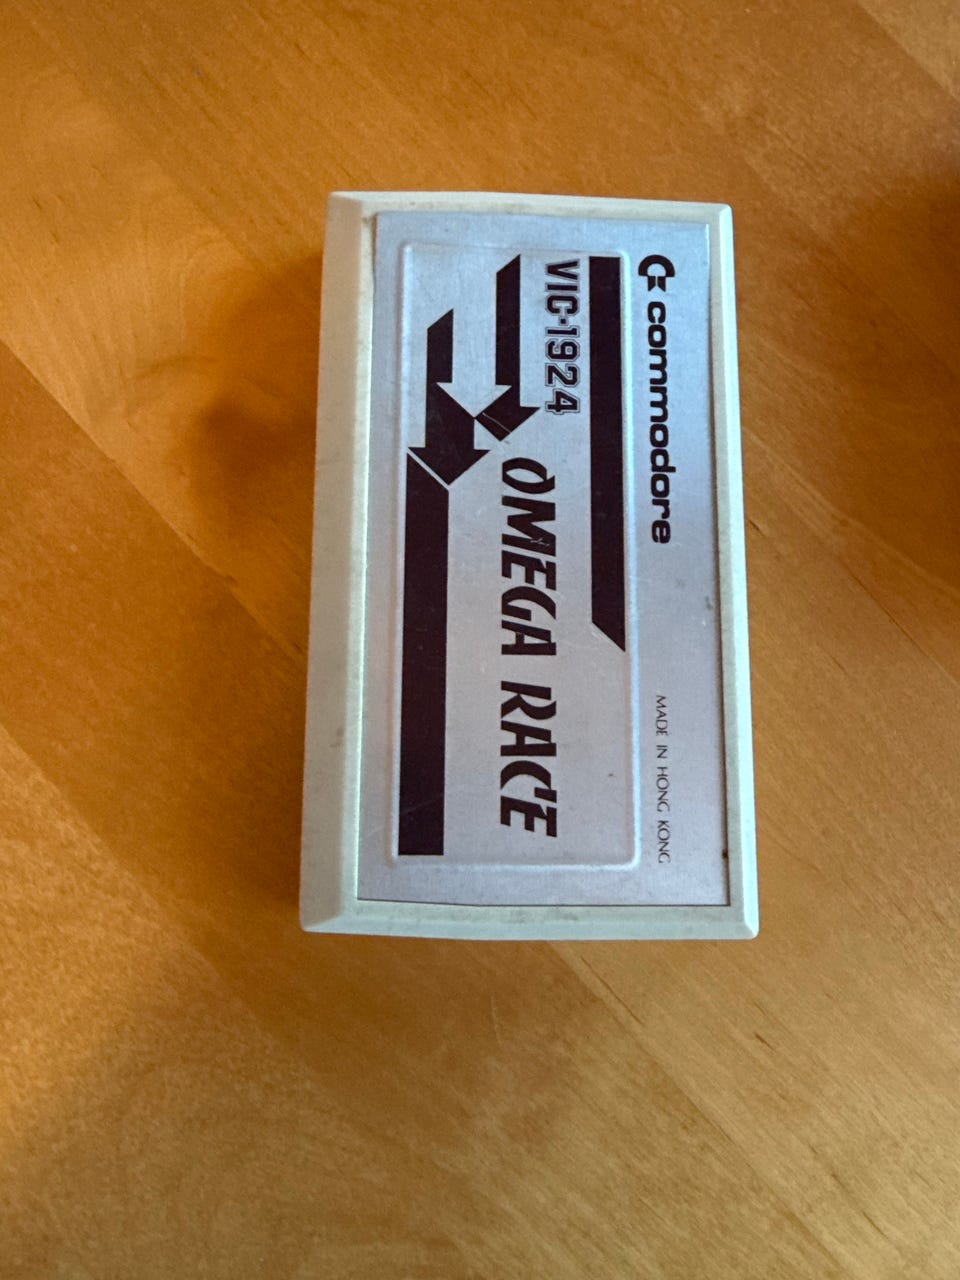 commodore
MADE IN HONG KONG
VIC-1924
OMEGA RACE